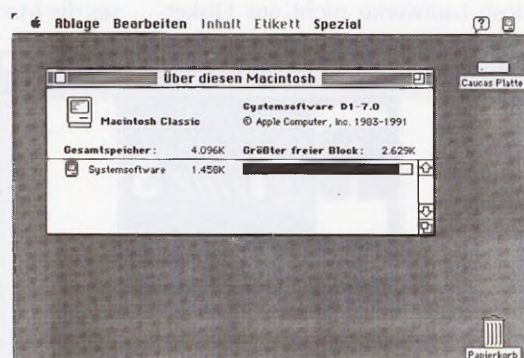 Ablage Bearbeiten Inhalt Etikett Spezial
Über diesen Macintosh
Caucas Platte
Macintosh Classic
Systemsoftware D1-7.0
© Apple Computer, Inc. 1983-1991
Gesamtspeicher: 4.096K Größter freier Block: 2.629K
Systemsoftware 1.458K
Papierkorb